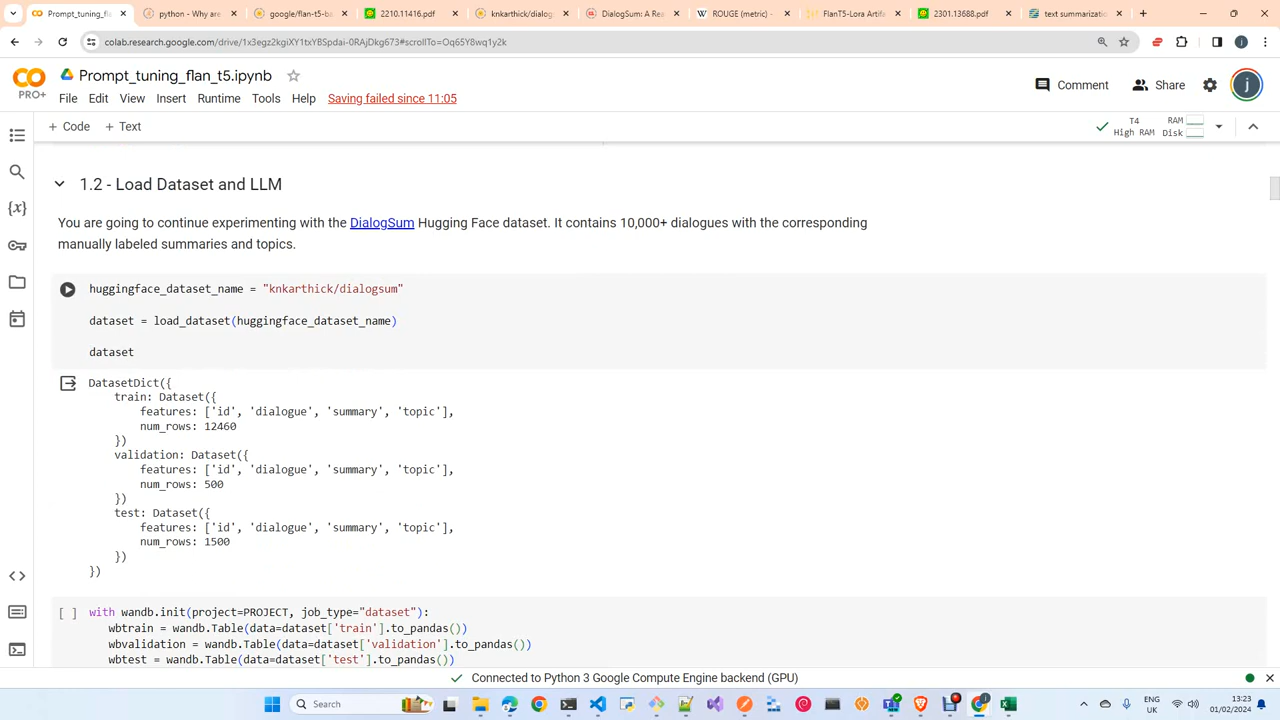 Prompt_tuning_flan_t5
python - Why are
google/flan-t5-ba
2210.11416.pdf
knkarthick/dialog
DialogSum: A Rea
ROUGE (metric) -
FlanT5-Lora Artifa
2301.13688.pdf
text summarizatio
colab.research.google.com/drive/1x3egz2kgiXY1txYBSpdai-0RAjDkg673#scrollTo=Oq65Y8wq1y2k
Prompt_tuning_flan_t5.ipynb
PRO+
File Edit View Insert Runtime Tools Help Saving failed since 11:05
Comment Share j
+ Code + Text
T4 High RAM RAM Disk
1.2 - Load Dataset and LLM
You are going to continue experimenting with the DialogSum Hugging Face dataset. It contains 10,000+ dialogues with the corresponding
manually labeled summaries and topics.
huggingface_dataset_name = "knkarthick/dialogsum"
dataset = load_dataset(huggingface_dataset_name)
dataset
DatasetDict({
train: Dataset({
features: ['id', 'dialogue', 'summary', 'topic'],
num_rows: 12460
})
validation: Dataset({
features: ['id', 'dialogue', 'summary', 'topic'],
num_rows: 500
})
test: Dataset({
features: ['id', 'dialogue', 'summary', 'topic'],
num_rows: 1500
})
})
[ ] with wandb.init(project=PROJECT, job_type="dataset"):
wbtrain = wandb.Table(data=dataset['train'].to_pandas())
wbvalidation = wandb.Table(data=dataset['validation'].to_pandas())
wbtest = wandb.Table(data=dataset['test'].to_pandas())
Connected to Python 3 Google Compute Engine backend (GPU)
Search
ENG
UK
13:23
01/02/2024